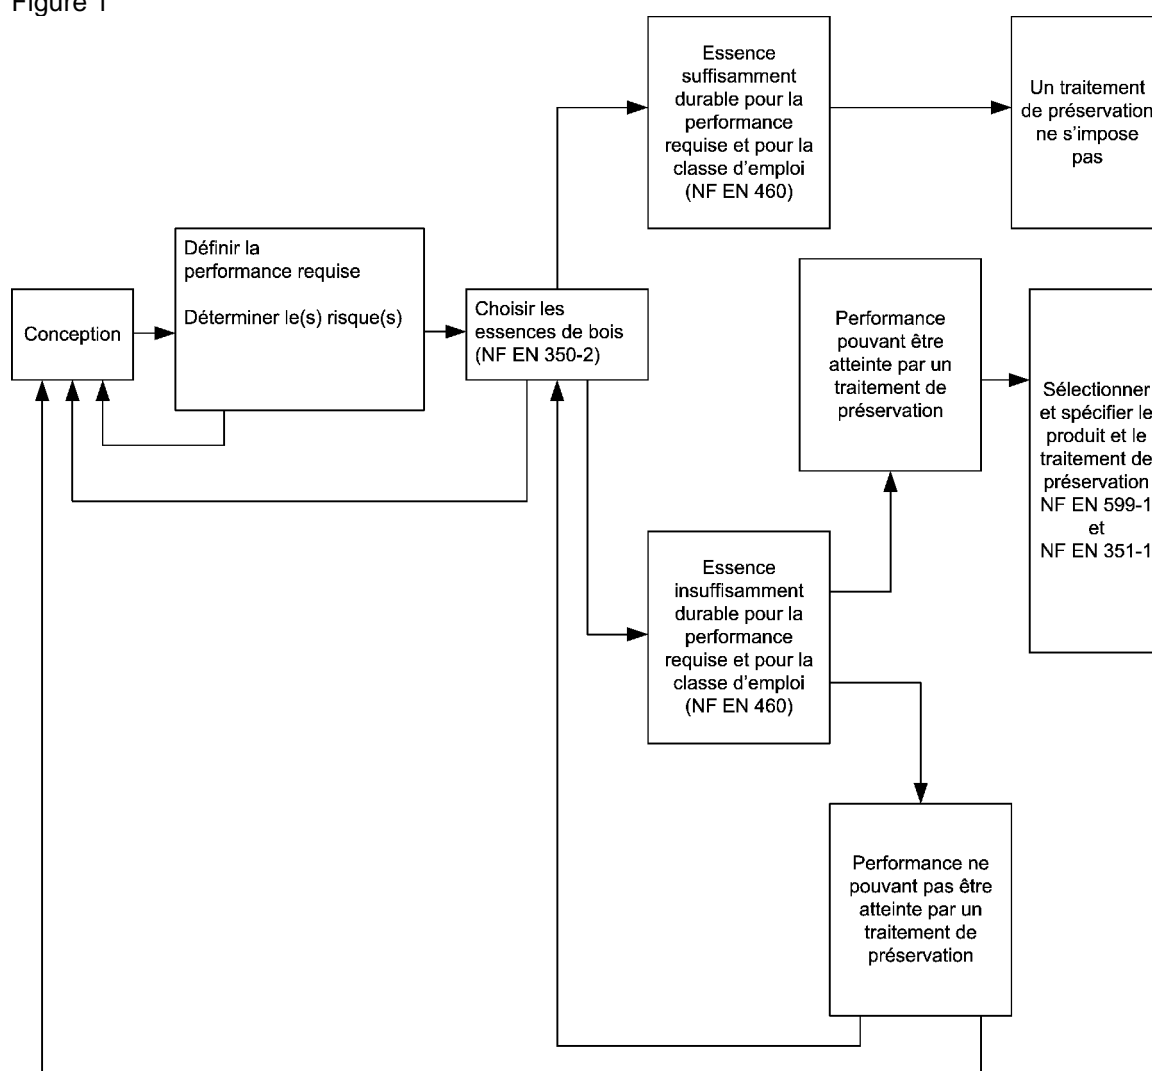 Figure 1
Essence
suffisamment
durable pour la
performance
requise et pour la
classe d'emploi
(NF EN 460)
Un traitement
de préservation
ne s'impose
pas
Définir la
performance requise
Déterminer le(s) risque(s)
Conception
Choisir les
essences de bois
(NF EN 350-2)
Performance
pouvant être
atteinte par un
traitement de
préservation
Sélectionner
et spécifier le
produit et le
traitement de
préservation
NF EN 599-1
et
NF EN 351-1
Essence
insuffisamment
durable pour la
performance
requise et pour la
classe d'emploi
(NF EN 460)
Performance ne
pouvant pas être
atteinte par un
traitement de
préservation